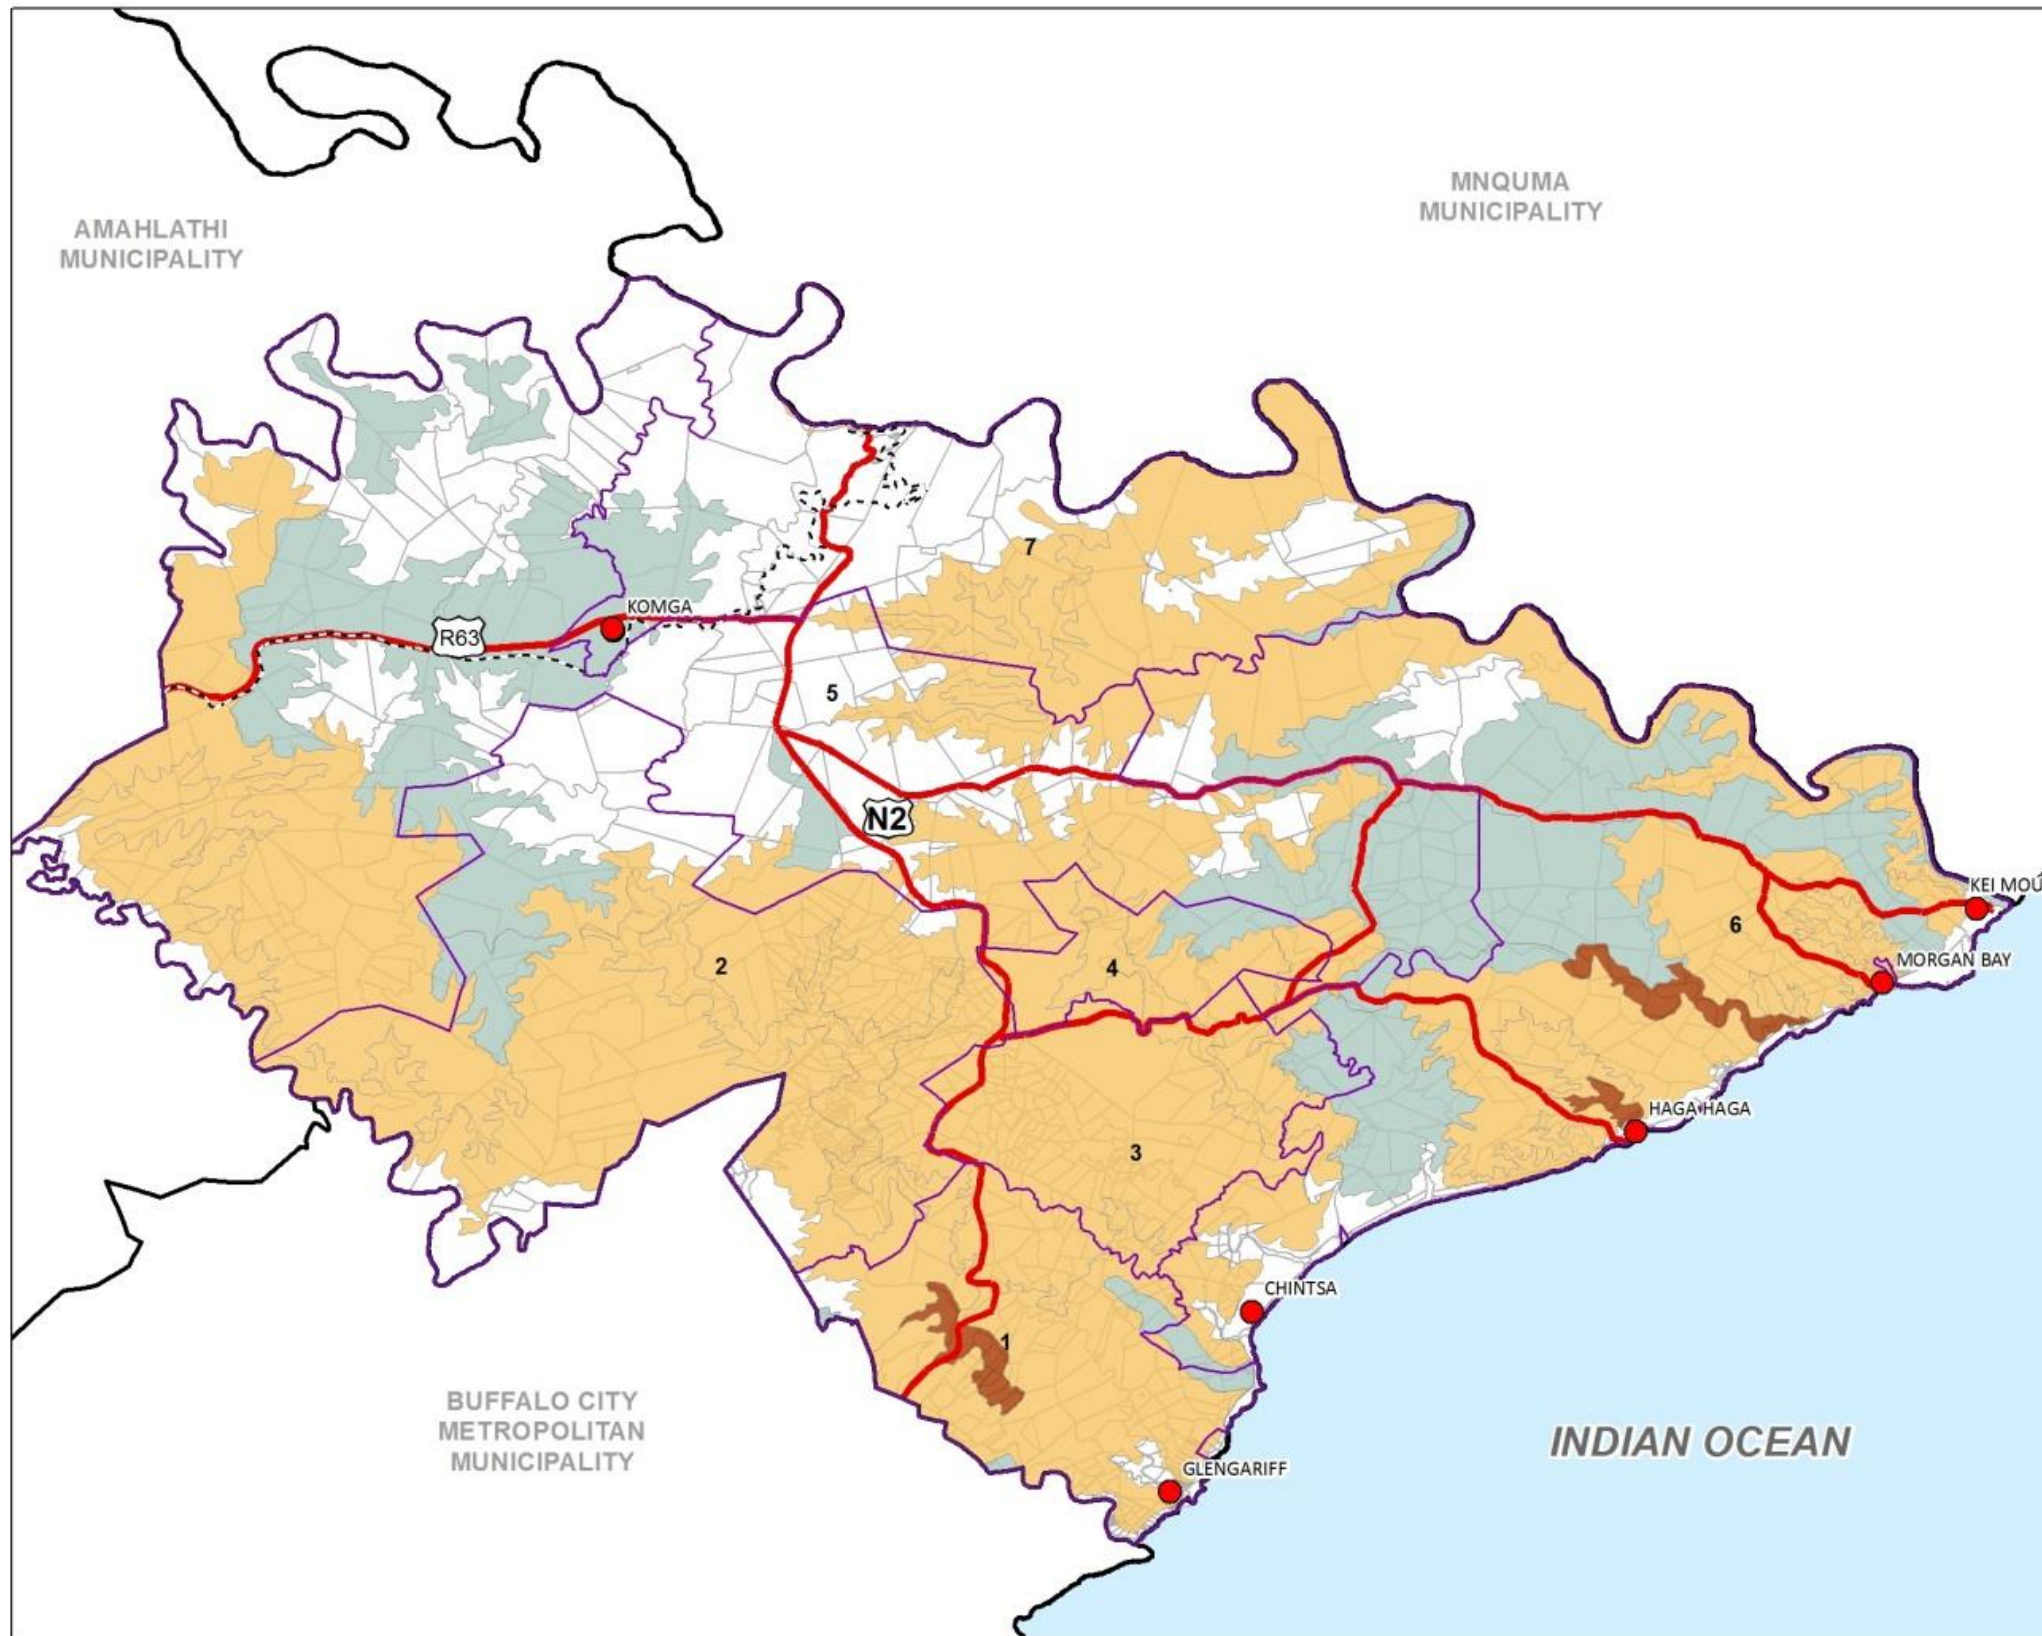 MNQUMA
MUNICIPALITY
AMAHLATHI
MUNICIPALITY
7
KOMGA
R63
5
N2
KEI MOU
6
MORGAN BAY
2
4
HAGA HAGA
3
CHINTSA
1
BUFFALO CITY
METROPOLITAN
MUNICIPALITY
INDIAN OCEAN
GLENGARIFF